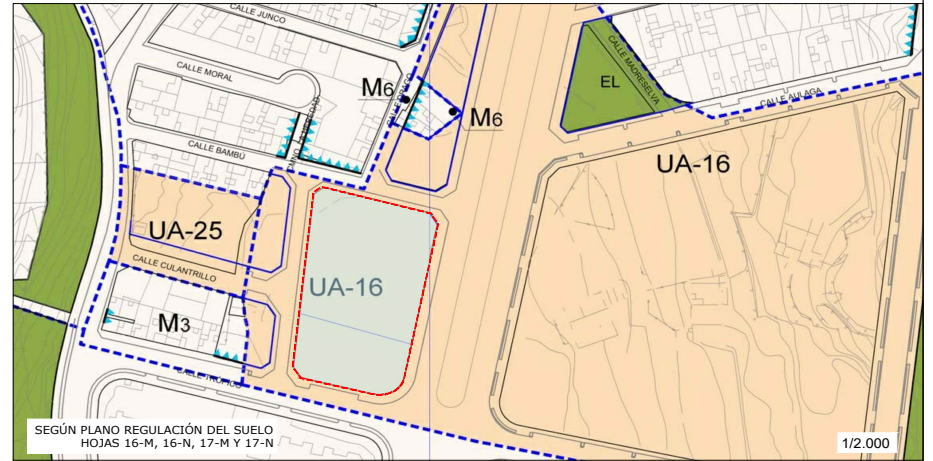 CALLE JUNCO
CALLE MORAL
M6
M6
EL
CALLE MADRESELVA
CALLE AULAGA
CALLE BAMBÚ
UA-16
UA-25
CALLE CULANTRILLO
UA-16
M3
SEGÚN PLANO REGULACIÓN DEL SUELO
HOJAS 16-M, 16-N, 17-M Y 17-N
1/2.000